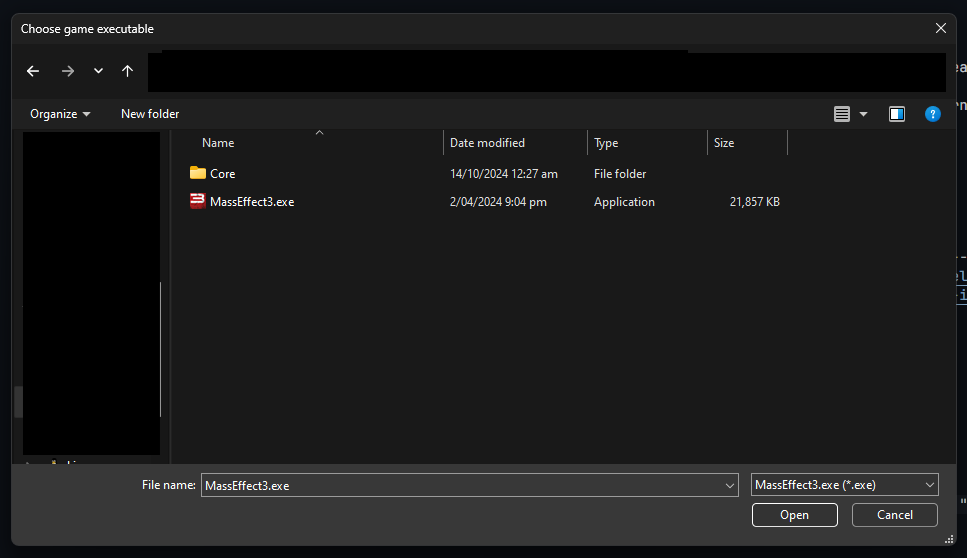 Choose game executable
Organize New folder
Name Date modified Type Size
Core 14/10/2024 12:27 am File folder
MassEffect3.exe 2/04/2024 9:04 pm Application 21,857 KB
File name: MassEffect3.exe MassEffect3.exe (*.exe)
Open Cancel